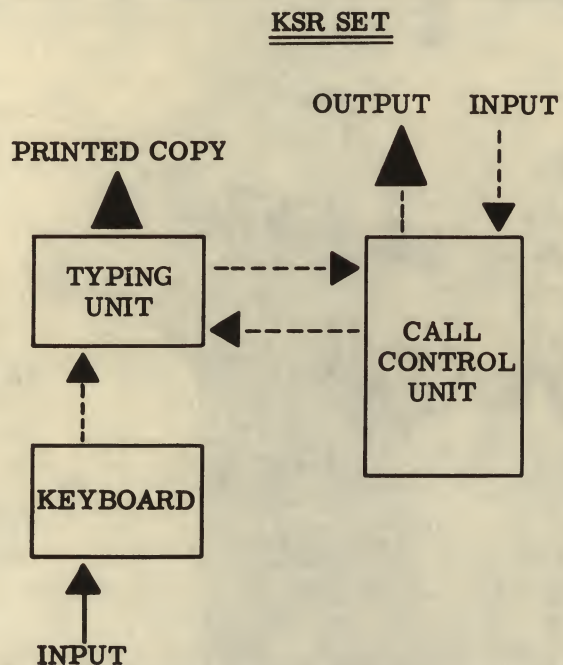 KSR SET
OUTPUT INPUT
PRINTED COPY
TYPING
UNIT
CALL
CONTROL
UNIT
KEYBOARD
INPUT